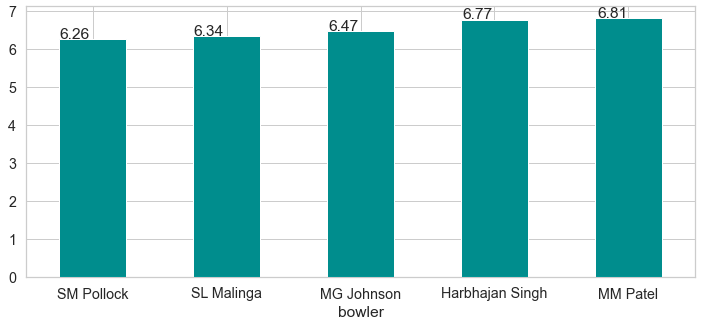 7
6
5
4
3
2
1
0
6.26
6.34
6.47
6.77
6.81
SM Pollock
SL Malinga
MG Johnson
Harbhajan Singh
MM Patel
bowler